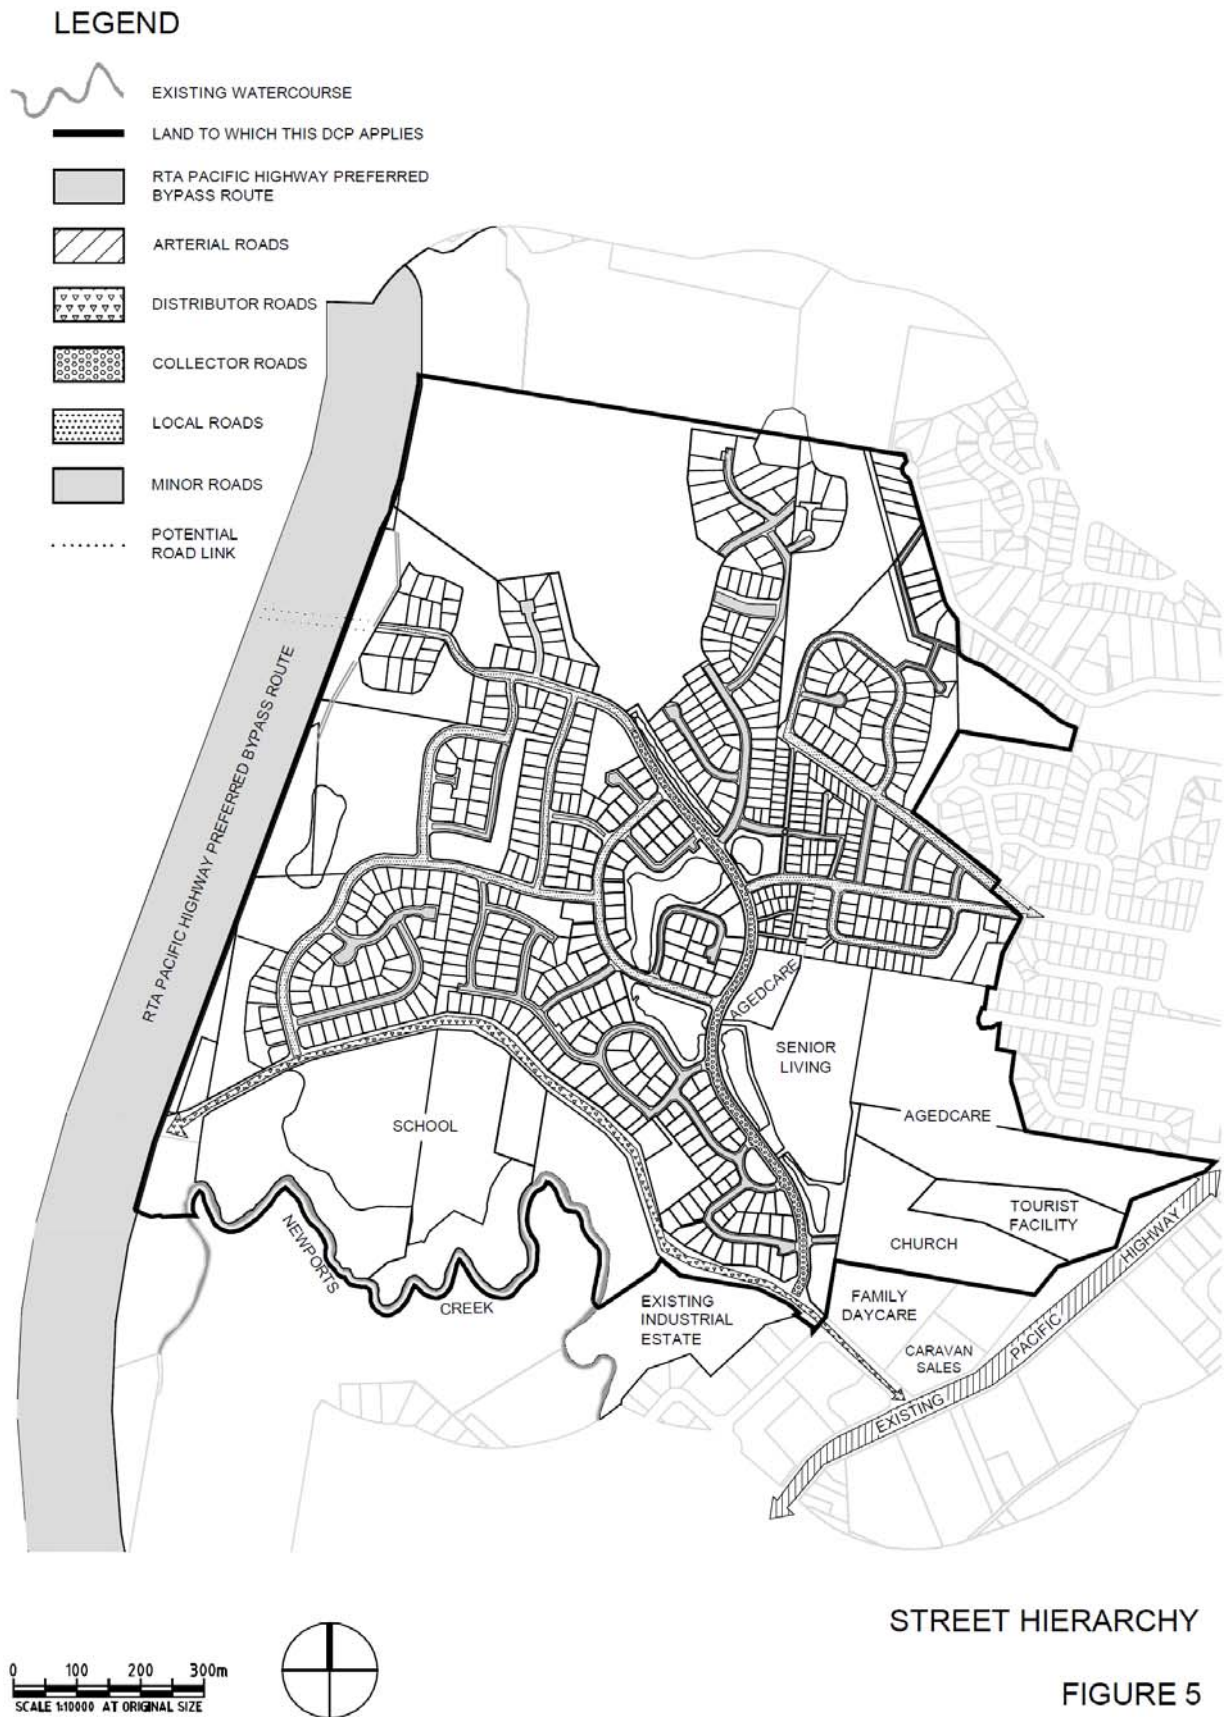 LEGEND
EXISTING WATERCOURSE
LAND TO WHICH THIS DCP APPLIES
RTA PACIFIC HIGHWAY PREFERRED
BYPASS ROUTE
ARTERIAL ROADS
DISTRIBUTOR ROADS
COLLECTOR ROADS
LOCAL ROADS
MINOR ROADS
POTENTIAL
ROAD LINK
RTA PACIFIC HIGHWAY PREFERRED BYPASS ROUTE
AGEDCARE
SENIOR
LIVING
SCHOOL
AGEDCARE
TOURIST
FACILITY
CHURCH
NEWPORTS
CREEK
EXISTING
INDUSTRIAL
ESTATE
FAMILY
DAYCARE
CARAVAN
SALES
EXISTING PACIFIC HIGHWAY
STREET HIERARCHY
FIGURE 5
0 100 200 300m
SCALE 1:10000 AT ORIGINAL SIZE